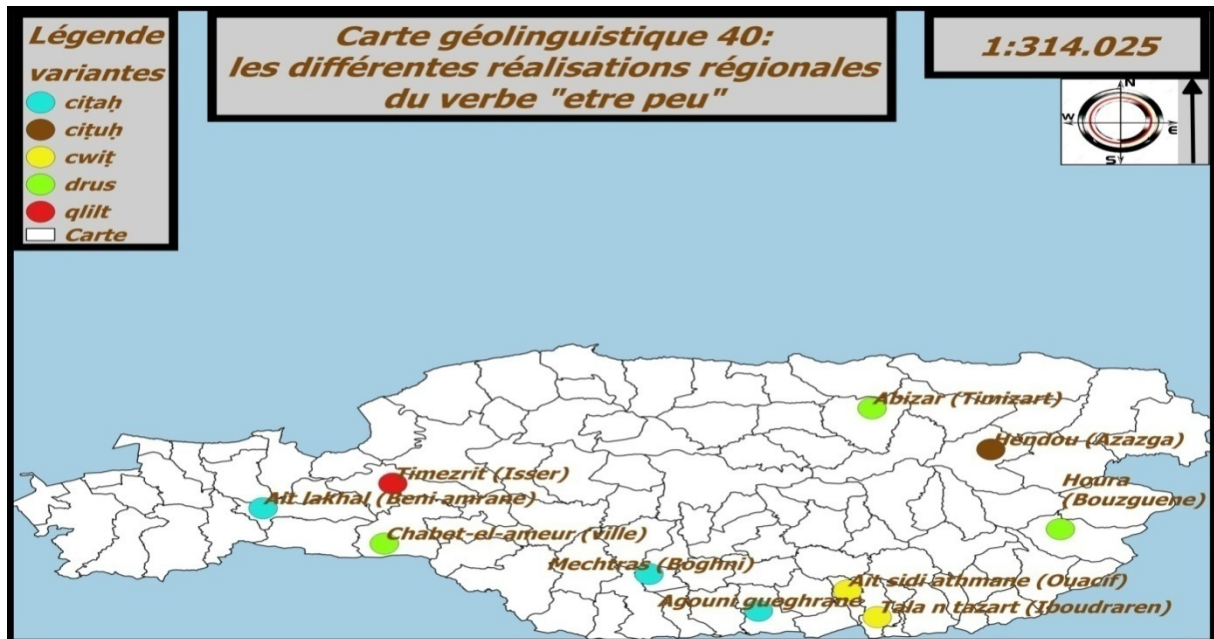 Légende
variantes
ciṭaḥ
ciṭuḥ
cwiṭ
drus
qlilt
Carte
Carte géolinguistique 40:
les différentes réalisations régionales
du verbe "etre peu"
1:314.025
N
W
E
S
Abizar (Timizart)
Hendou (Azazga)
Houra
(Bouzguene)
Timezrit (Isser)
Ait lakhal (Beni amrane)
Chabet-el-ameur (ville)
Mechtras (Boghni)
Ait sidi athmane (Ouacif)
Agouni gueghrane
Tala n tazart (Iboudraren)